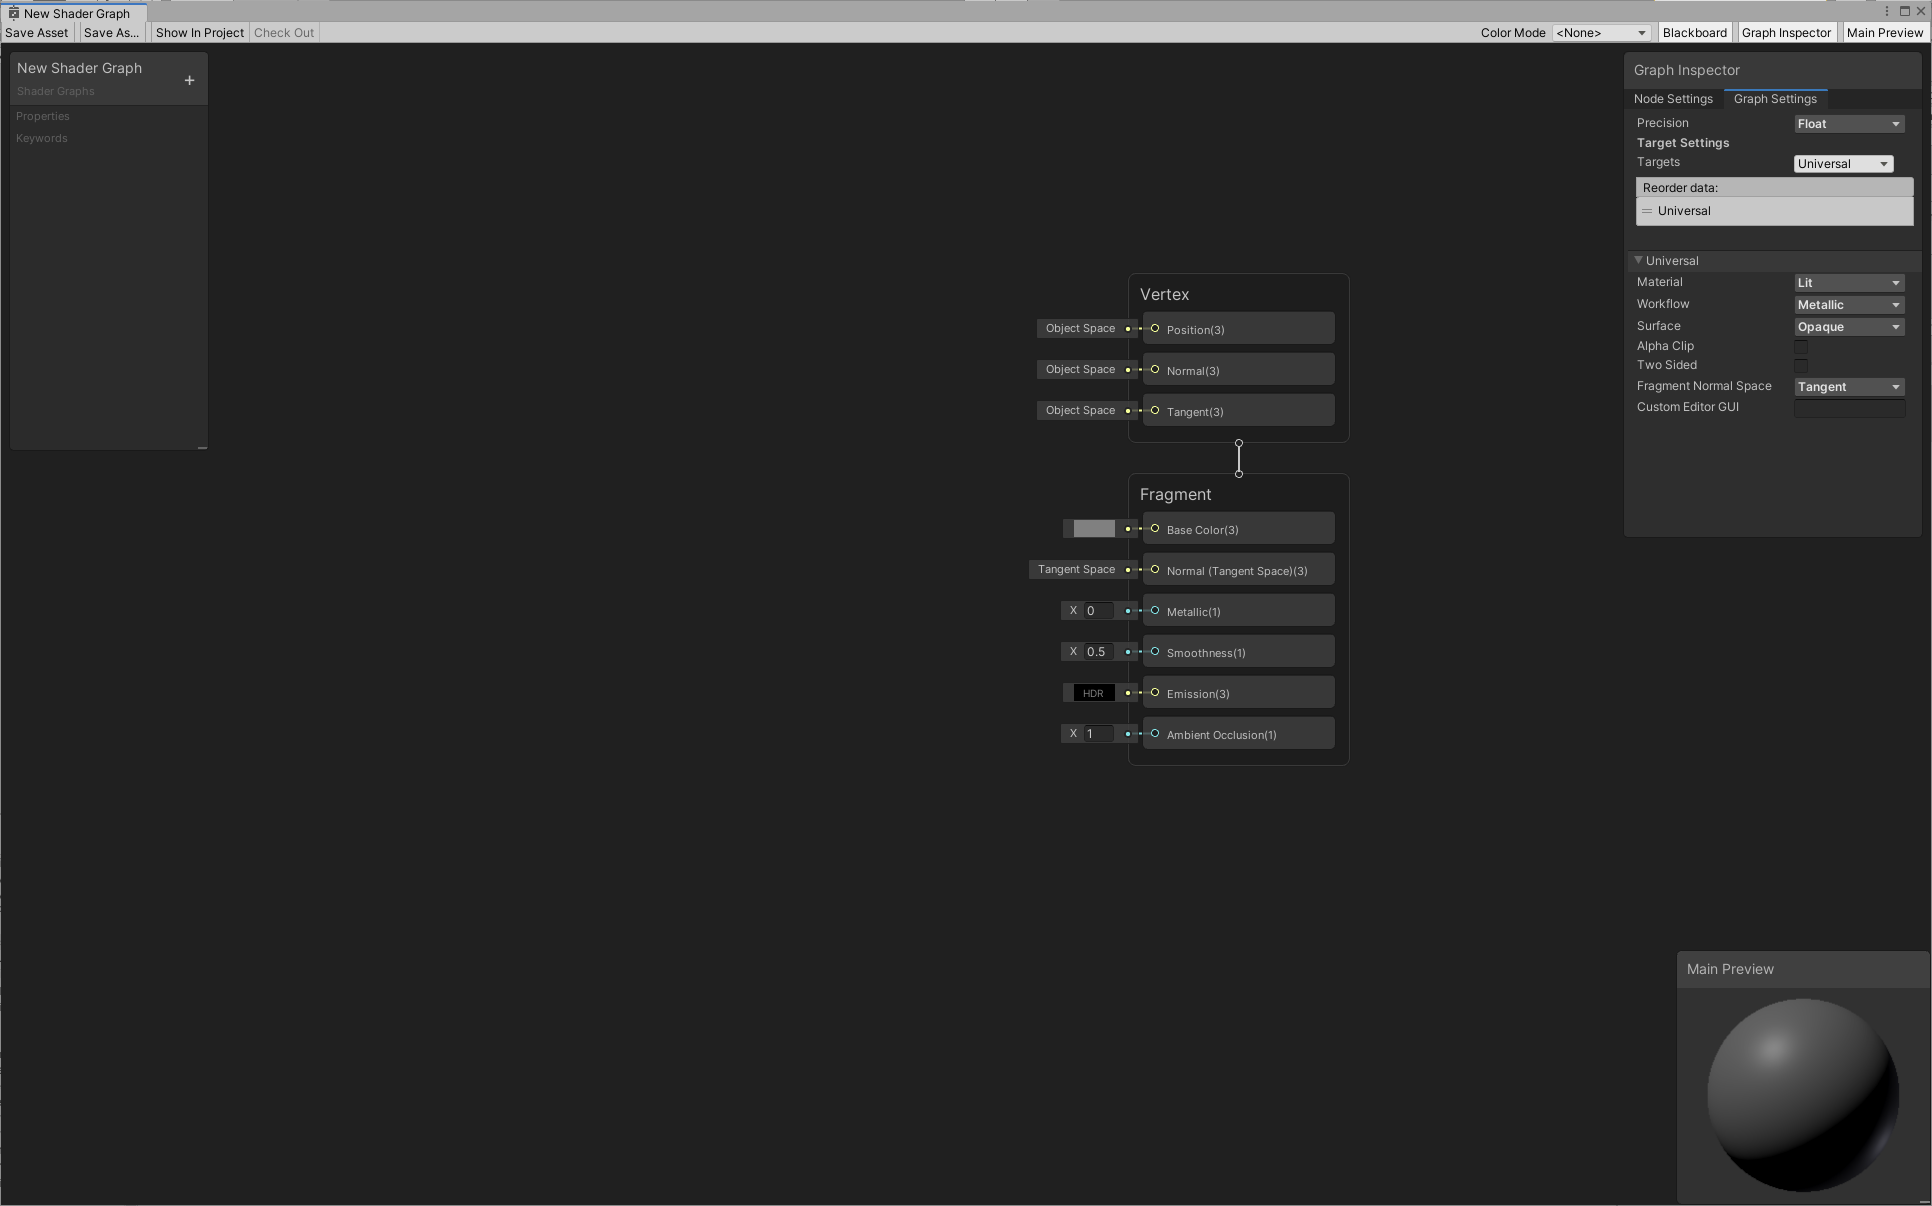 New Shader Graph
Save Asset
Save As...
Show In Project
Check Out
Color Mode
<None>
Blackboard
Graph Inspector
Main Preview
New Shader Graph
+
Shader Graphs
Properties
Keywords
Vertex
Object Space
Position(3)
Object Space
Normal(3)
Object Space
Tangent(3)
Fragment
Base Color(3)
Tangent Space
Normal (Tangent Space)(3)
X 0
Metallic(1)
X 0.5
Smoothness(1)
HDR
Emission(3)
X 1
Ambient Occlusion(1)
Graph Inspector
Node Settings
Graph Settings
Precision
Float
Target Settings
Targets
Universal
Reorder data:
Universal
Universal
Material
Lit
Workflow
Metallic
Surface
Opaque
Alpha Clip
Two Sided
Fragment Normal Space
Tangent
Custom Editor GUI
Main Preview